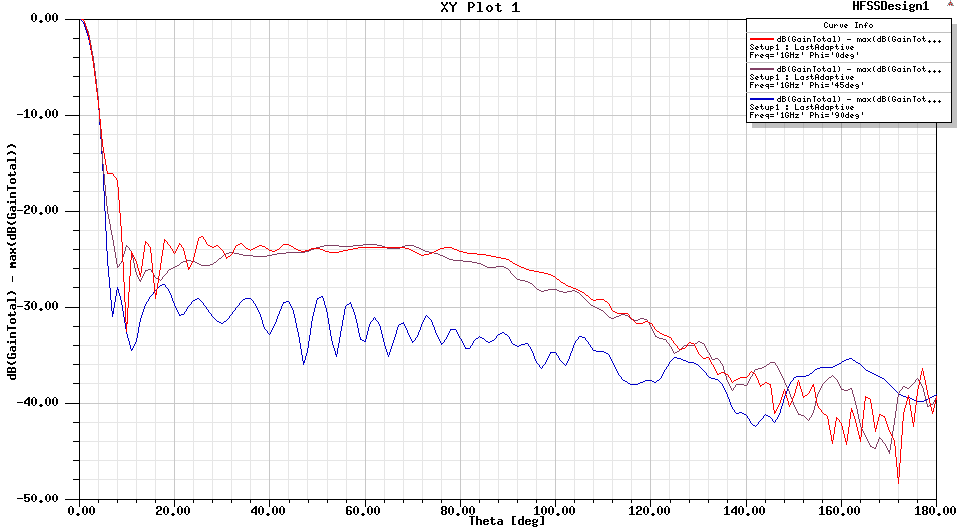 XY Plot 1
HFSSDesign1
Curve Info
dB(GainTotal) - max(dB(GainTot...
Setup1 : LastAdaptive
Freq='1GHz' Phi='0deg'
dB(GainTotal) - max(dB(GainTot...
Setup1 : LastAdaptive
Freq='1GHz' Phi='45deg'
dB(GainTotal) - max(dB(GainTot...
Setup1 : LastAdaptive
Freq='1GHz' Phi='90deg'
dB(GainTotal) - max(dB(GainTotal))
0.00
-10.00
-20.00
-30.00
-40.00
-50.00
0.00 20.00 40.00 60.00 80.00 100.00 120.00 140.00 160.00 180.00
Theta [deg]